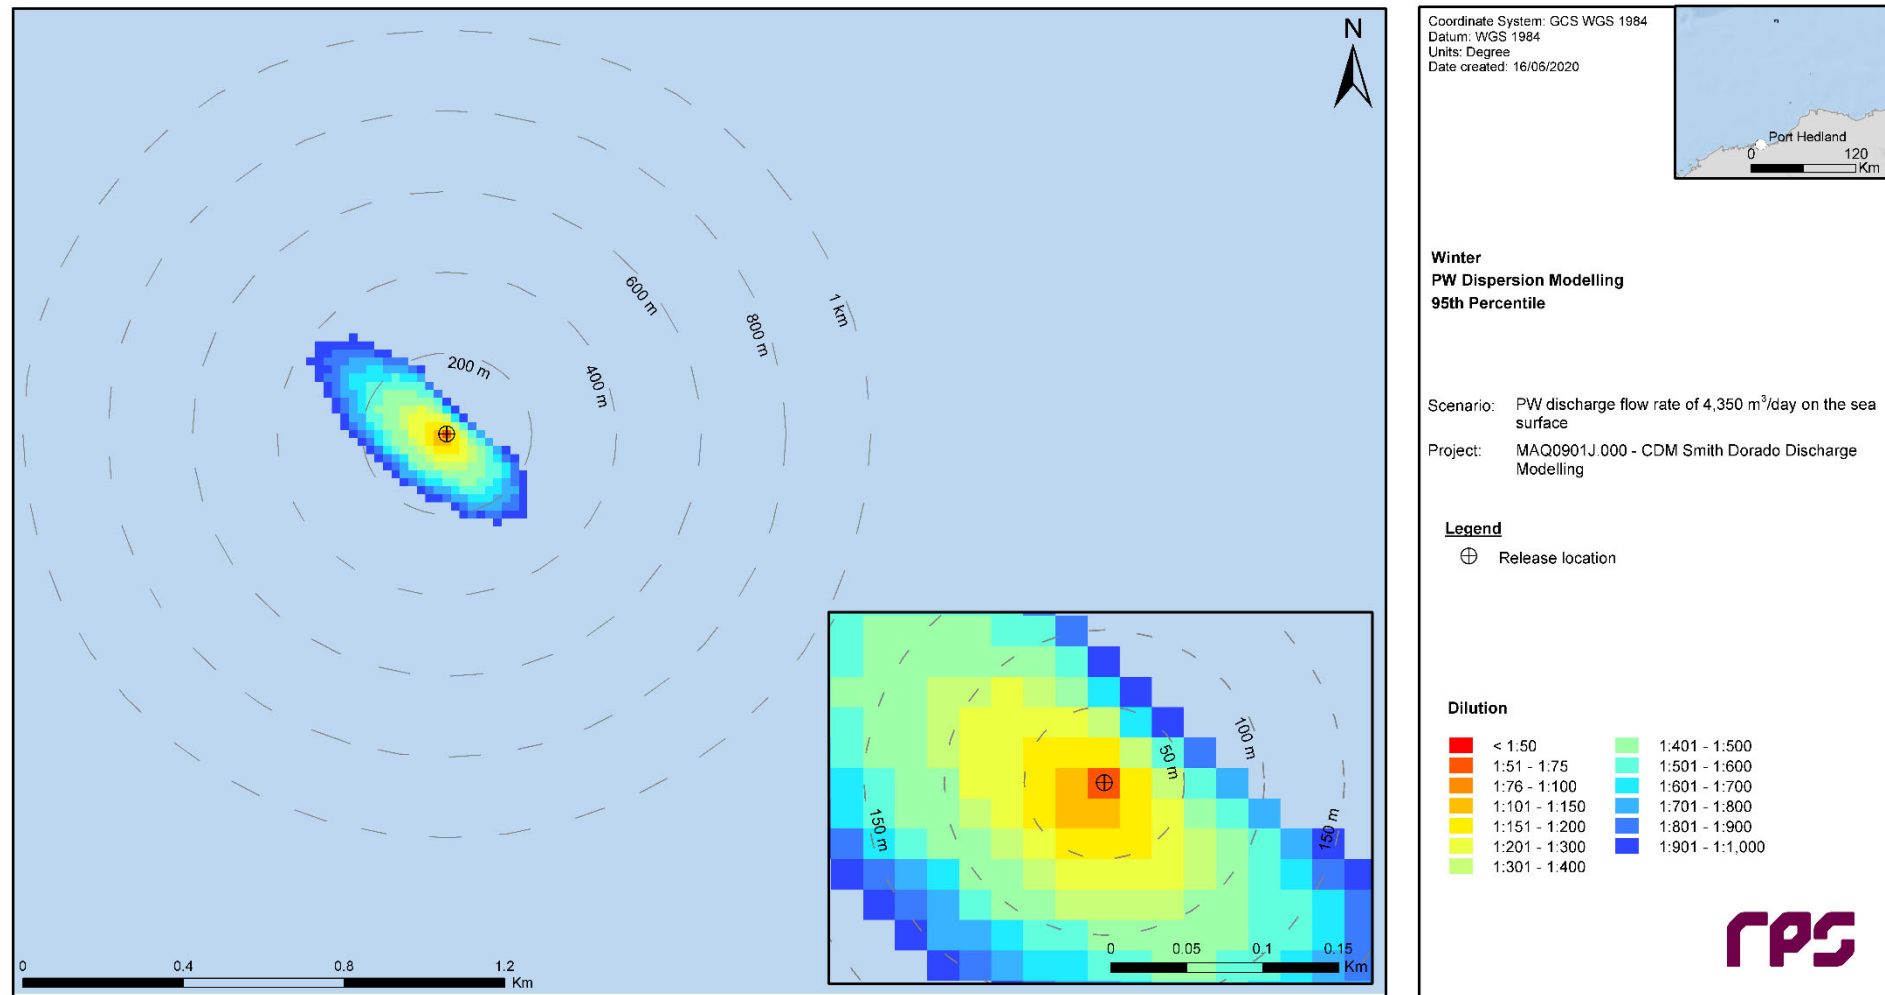 N
200 m
400 m
600 m
800 m
1 km
0 0.4 0.8 1.2
Km
50 m
100 m
150 m
150 m
0 0.05 0.1 0.15
Km
Coordinate System: GCS WGS 1984
Datum: WGS 1984
Units: Degree
Date created: 16/06/2020
Port Hedland
0 120
Km
Winter
PW Dispersion Modelling
95th Percentile
Scenario: PW discharge flow rate of 4,350 m³/day on the sea
surface
Project: MAQ0901J.000 - CDM Smith Dorado Discharge
Modelling
Legend
Release location
Dilution
< 1:50
1:51 - 1:75
1:76 - 1:100
1:101 - 1:150
1:151 - 1:200
1:201 - 1:300
1:301 - 1:400
1:401 - 1:500
1:501 - 1:600
1:601 - 1:700
1:701 - 1:800
1:801 - 1:900
1:901 - 1:1,000
rps